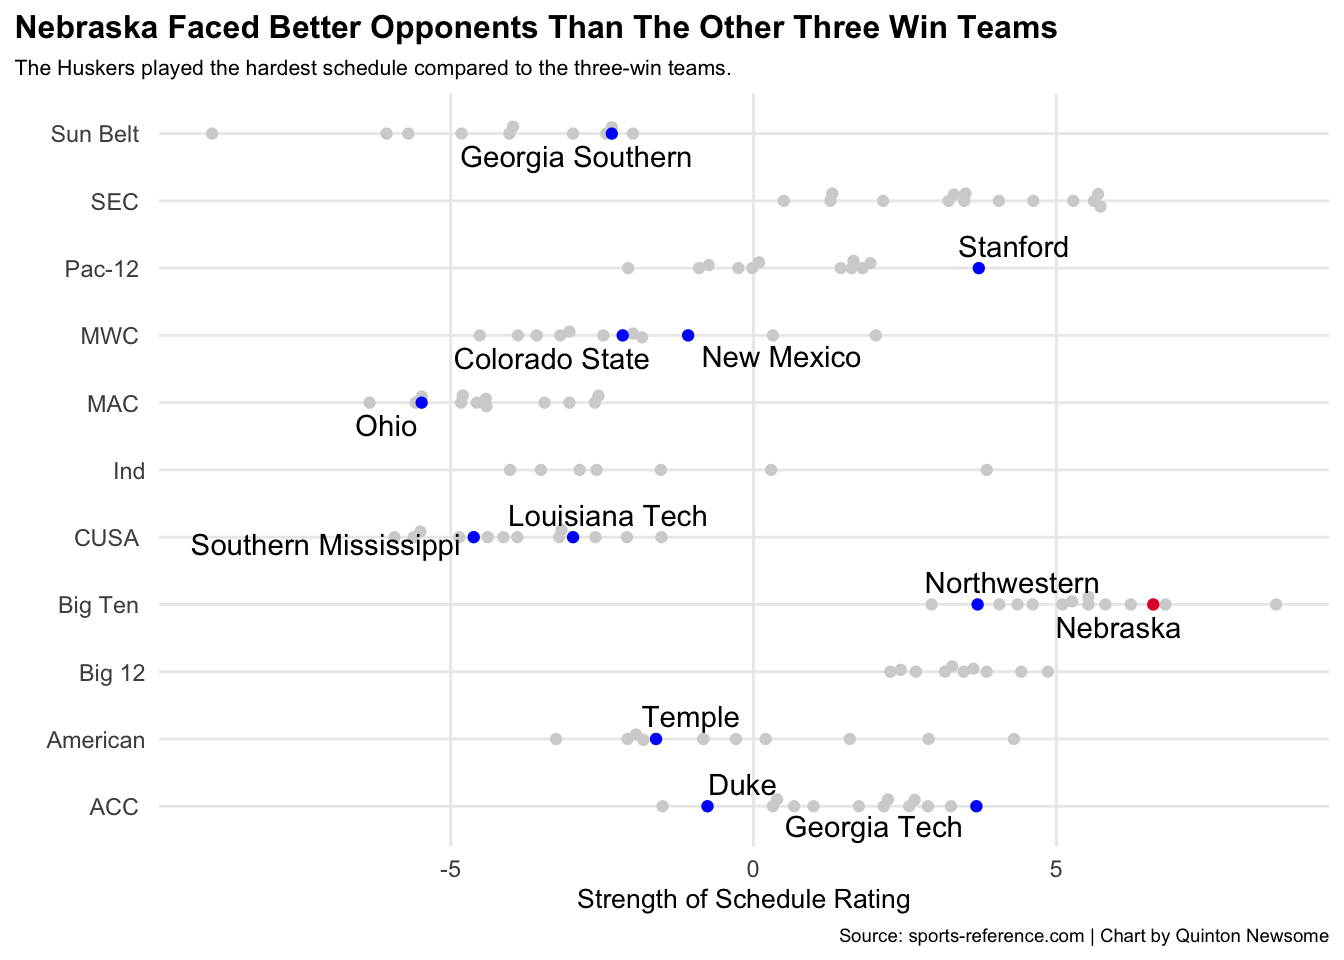 Nebraska Faced Better Opponents Than The Other Three Win Teams
The Huskers played the hardest schedule compared to the three-win teams.
Sun Belt
Georgia Southern
SEC
Stanford
Pac-12
MWC
Colorado State
New Mexico
MAC
Ohio
Ind
Louisiana Tech
CUSA
Southern Mississippi
Northwestern
Big Ten
Nebraska
Big 12
Temple
American
Duke
ACC
Georgia Tech
-5 0 5
Strength of Schedule Rating
Source: sports-reference.com | Chart by Quinton Newsome